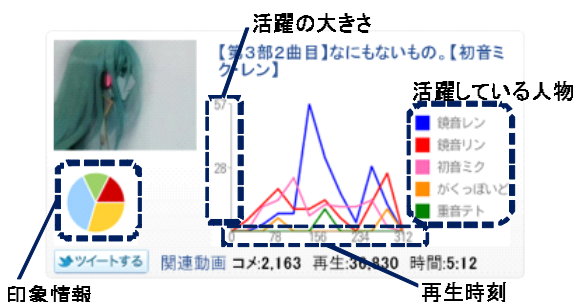 活躍の大きさ
【第3部2曲目】なにもないもの。【初音ミ
ク・レン】
活躍している人物
57
28
0 78 156 234 312
鏡音レン
鏡音リン
初音ミク
がくっぽいど
重音テト
ツイートする
関連動画 コメ:2,163 再生:36,830 時間:5:12
印象情報
再生時刻